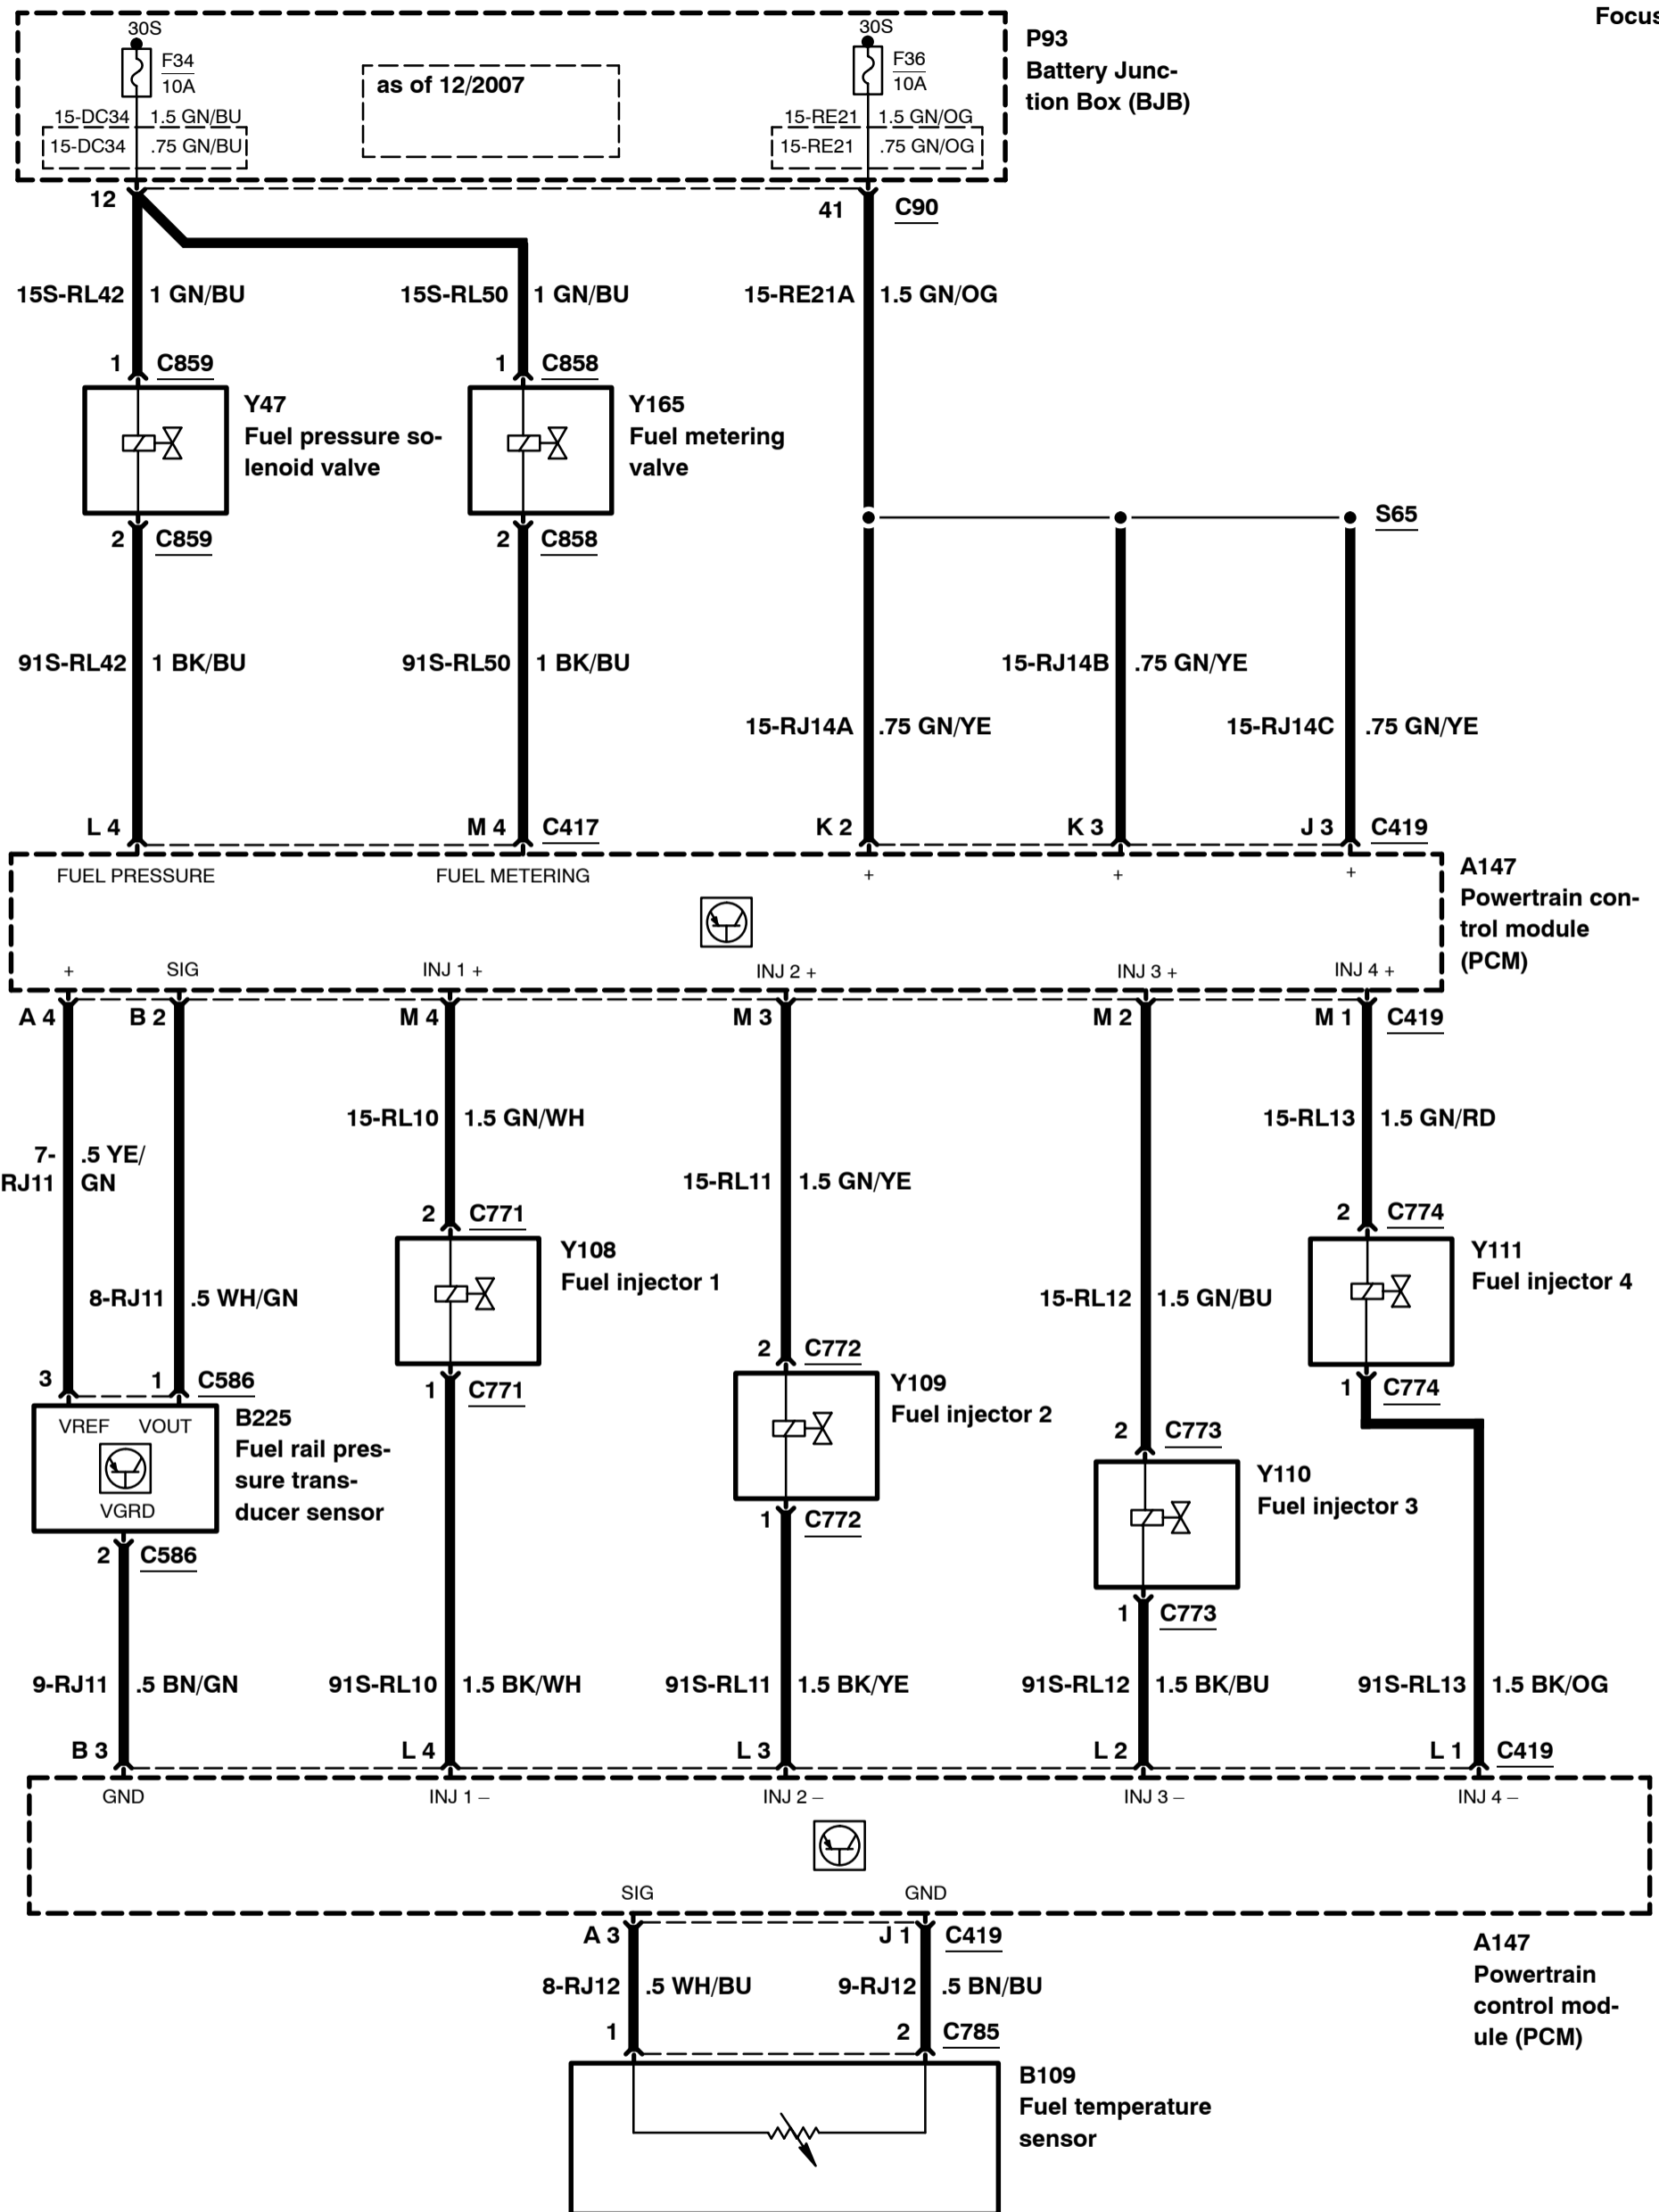 Focus
30S
F34
10A
15-DC34 1.5 GN/BU
15-DC34 .75 GN/BU
as of 12/2007
30S
F36
10A
15-RE21 1.5 GN/OG
15-RE21 .75 GN/OG
P93
Battery Junc-
tion Box (BJB)
12
41 C90
15S-RL42 1 GN/BU
15S-RL50 1 GN/BU
15-RE21A 1.5 GN/OG
1 C859
1 C858
Y47
Fuel pressure so-
lenoid valve
Y165
Fuel metering
valve
2 C859
2 C858
S65
91S-RL42 1 BK/BU
91S-RL50 1 BK/BU
15-RJ14B .75 GN/YE
15-RJ14A .75 GN/YE
15-RJ14C .75 GN/YE
L 4
M 4 C417
K 2
K 3
J 3 C419
FUEL PRESSURE
FUEL METERING
+
+
+
A147
Powertrain con-
trol module
(PCM)
+
SIG
INJ 1 +
INJ 2 +
INJ 3 +
INJ 4 +
A 4
B 2
M 4
M 3
M 2
M 1 C419
7-
RJ11
.5 YE/
GN
15-RL10 1.5 GN/WH
15-RL13 1.5 GN/RD
15-RL11 1.5 GN/YE
2 C771
2 C774
Y108
Fuel injector 1
Y111
Fuel injector 4
8-RJ11 .5 WH/GN
15-RL12 1.5 GN/BU
2 C772
3
1 C586
1 C771
1 C774
Y109
Fuel injector 2
VREF VOUT
VGRD
B225
Fuel rail pres-
sure trans-
ducer sensor
2 C773
Y110
Fuel injector 3
1 C772
2 C586
1 C773
9-RJ11 .5 BN/GN
91S-RL10 1.5 BK/WH
91S-RL11 1.5 BK/YE
91S-RL12 1.5 BK/BU
91S-RL13 1.5 BK/OG
B 3
L 4
L 3
L 2
L 1 C419
GND
INJ 1 –
INJ 2 –
INJ 3 –
INJ 4 –
SIG
GND
A 3
J 1 C419
A147
Powertrain
control mod-
ule (PCM)
8-RJ12 .5 WH/BU
9-RJ12 .5 BN/BU
1
2 C785
B109
Fuel temperature
sensor